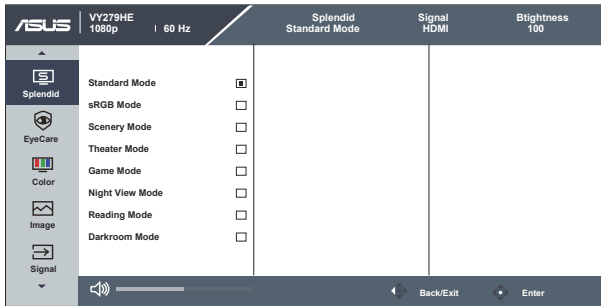 ASUS
VY279HE
1080p 60 Hz
Splendid
Standard Mode
Signal
HDMI
Btightness
100
Splendid
EyeCare
Color
Image
Signal
Standard Mode
sRGB Mode
Scenery Mode
Theater Mode
Game Mode
Night View Mode
Reading Mode
Darkroom Mode
Back/Exit
Enter